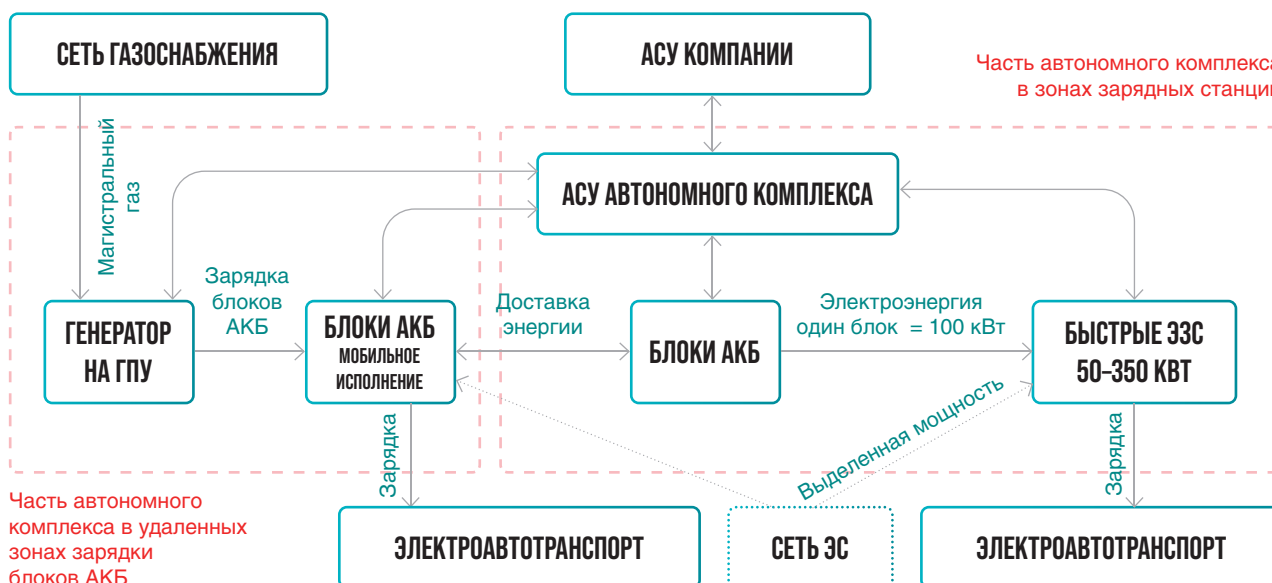 СЕТЬ ГАЗОСНАБЖЕНИЯ
АСУ КОМПАНИИ
Часть автономного комплекса
в зонах зарядных станци
Магистральный
газ
АСУ АВТОНОМНОГО КОМПЛЕКСА
Зарядка
блоков
АКБ
Доставка
энергии
Электроэнергия
один блок = 100 кВт
ГЕНЕРАТОР
НА ГПУ
БЛОКИ АКБ
МОБИЛЬНОЕ
ИСПОЛНЕНИЕ
БЛОКИ АКБ
БЫСТРЫЕ ЭЗС
50–350 КВТ
Зарядка
Выделенная мощность
Зарядка
Часть автономного
комплекса в удаленных
зонах зарядки
блоков АКБ
ЭЛЕКТРОАВТОТРАНСПОРТ
СЕТЬ ЭС
ЭЛЕКТРОАВТОТРАНСПОРТ